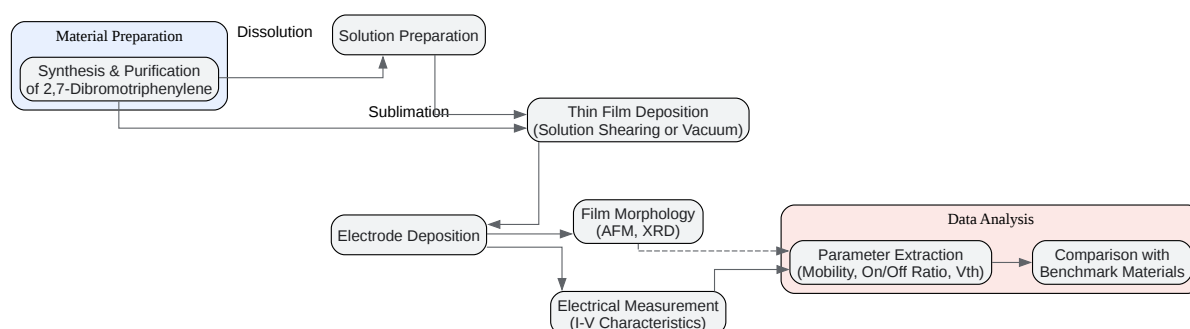 Material Preparation
Synthesis & Purification
of 2,7-Dibromotriphenylene
Dissolution
Solution Preparation
Sublimation
Thin Film Deposition
(Solution Shearing or Vacuum)
Electrode Deposition
Film Morphology
(AFM, XRD)
Electrical Measurement
(I-V Characteristics)
Data Analysis
Parameter Extraction
(Mobility, On/Off Ratio, Vth)
Comparison with
Benchmark Materials